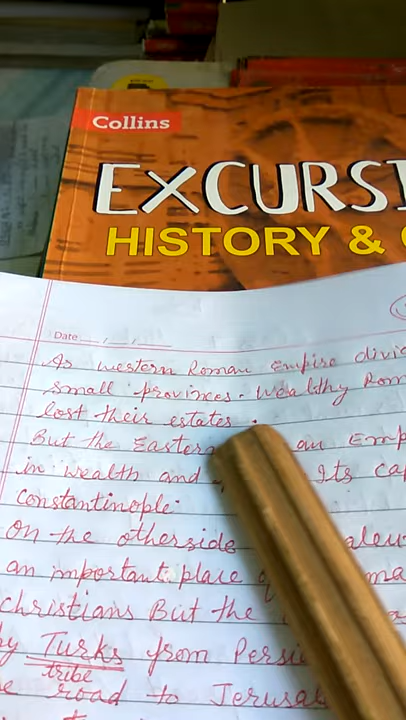 Collins
EXCURSI
HISTORY &
Date
As western Roman Empire divi
small provinces. Wealthy Rom
lost their estates.
But the Eastern an Emp
in wealth and Its cap
Constantinople.
on the otherside
an important place
christians But the
by Turks from Persi
tribe
road to Jerusal